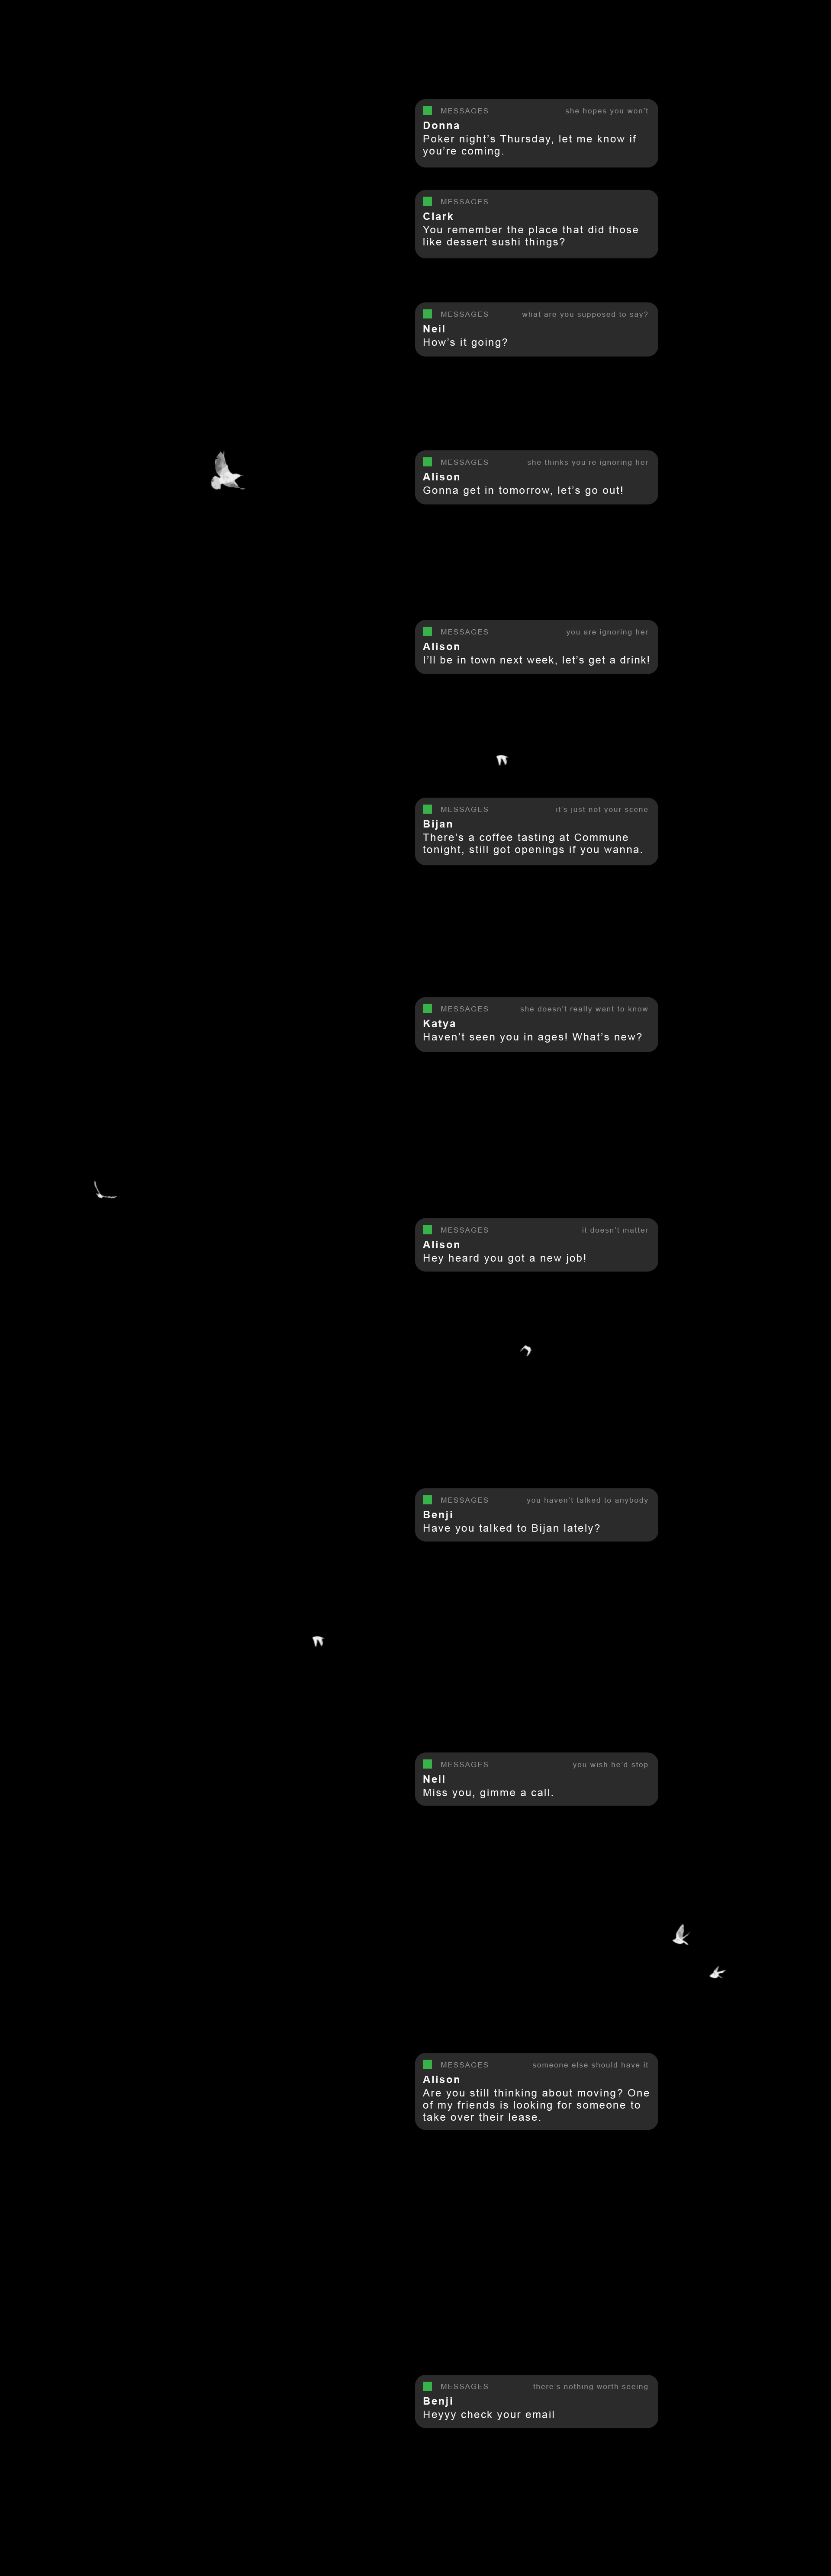 MESSAGES she hopes you won't
Donna
Poker night's Thursday, let me know if
you're coming.
MESSAGES
Clark
You remember the place that did those
like dessert sushi things?
MESSAGES what are you supposed to say?
Neil
How's it going?
MESSAGES she thinks you're ignoring her
Alison
Gonna get in tomorrow, let's go out!
MESSAGES you are ignoring her
Alison
I'll be in town next week, let's get a drink!
MESSAGES it's just not your scene
Bijan
There's a coffee tasting at Commune
tonight, still got openings if you wanna.
MESSAGES she doesn't really want to know
Katya
Haven't seen you in ages! What's new?
MESSAGES it doesn't matter
Alison
Hey heard you got a new job!
MESSAGES you haven't talked to anybody
Benji
Have you talked to Bijan lately?
MESSAGES you wish he'd stop
Neil
Miss you, gimme a call.
MESSAGES someone else should have it
Alison
Are you still thinking about moving? One
of my friends is looking for someone to
take over their lease.
MESSAGES there's nothing worth seeing
Benji
Heyyy check your email